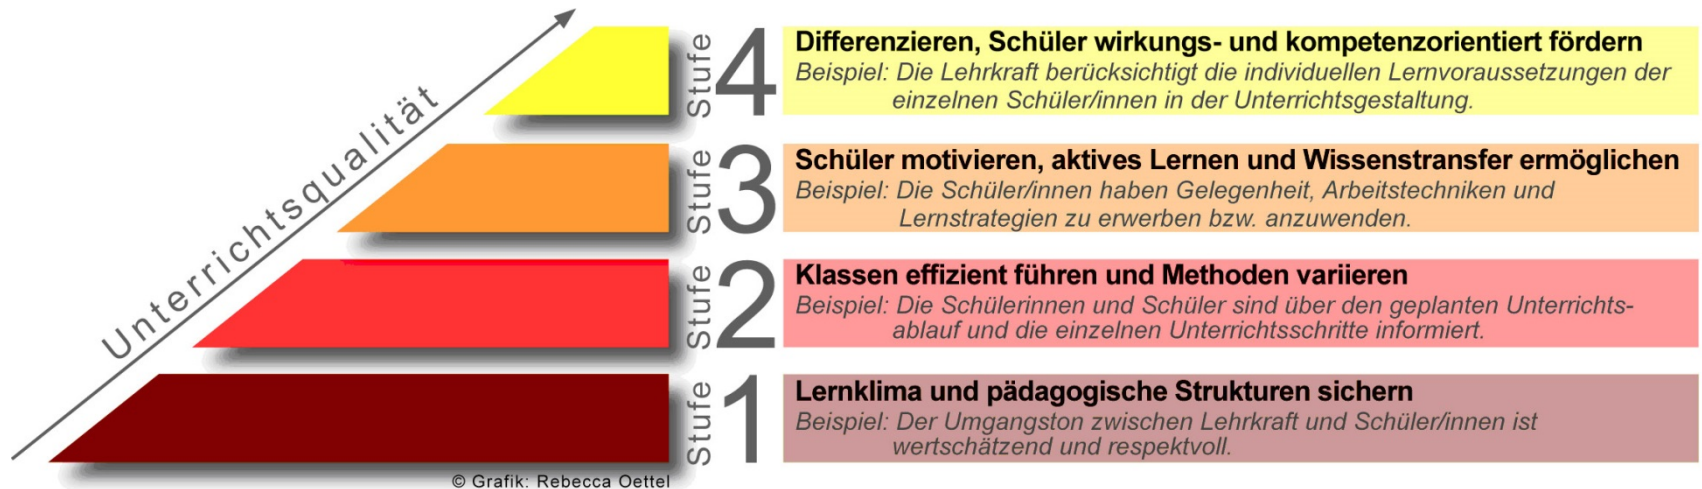 Unterrichtsqualität
Stufe 4
Differenzieren, Schüler wirkungs- und kompetenzorientiert fördern
Beispiel: Die Lehrkraft berücksichtigt die individuellen Lernvoraussetzungen der
einzelnen Schüler/innen in der Unterrichtsgestaltung.
Stufe 3
Schüler motivieren, aktives Lernen und Wissenstransfer ermöglichen
Beispiel: Die Schüler/innen haben Gelegenheit, Arbeitstechniken und
Lernstrategien zu erwerben bzw. anzuwenden.
Stufe 2
Klassen effizient führen und Methoden variieren
Beispiel: Die Schülerinnen und Schüler sind über den geplanten Unterrichts-
ablauf und die einzelnen Unterrichtsschritte informiert.
Stufe 1
Lernklima und pädagogische Strukturen sichern
Beispiel: Der Umgangston zwischen Lehrkraft und Schüler/innen ist
wertschätzend und respektvoll.
© Grafik: Rebecca Oettel